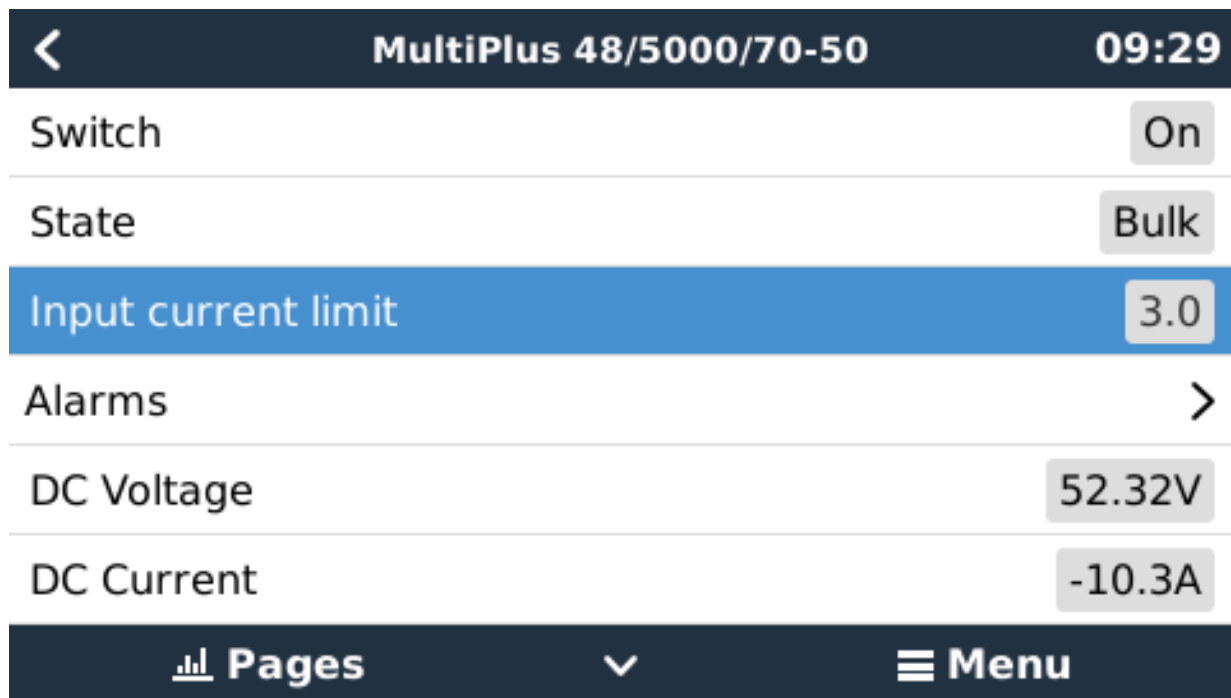 MultiPlus 48/5000/70-50 09:29
Switch On
State Bulk
Input current limit 3.0
Alarms
DC Voltage 52.32V
DC Current -10.3A
Pages Menu